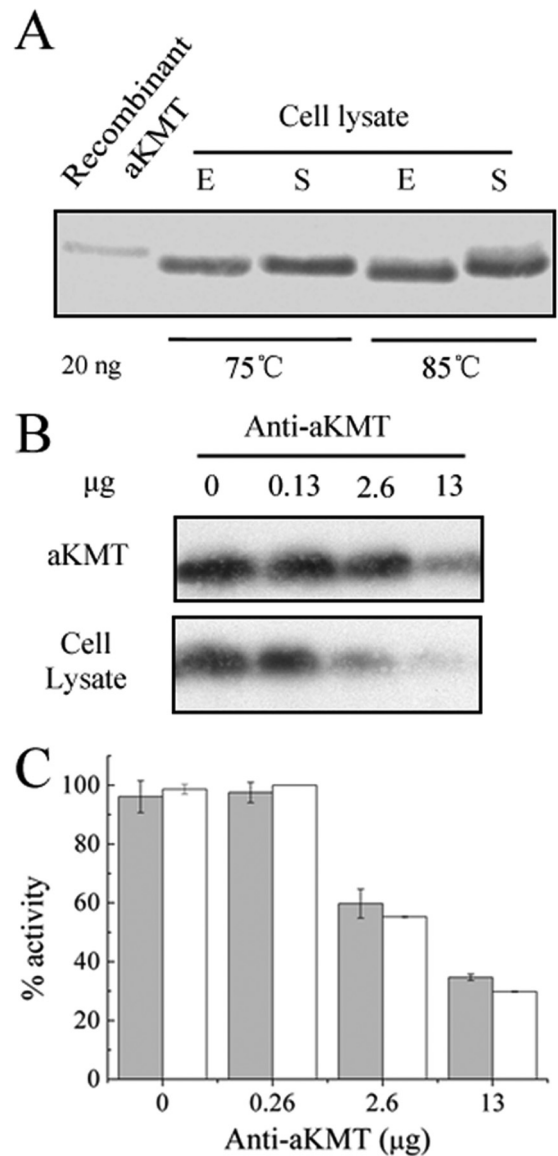 A
Recombinant
aKMT
Cell lysate
E S E S
20 ng 75℃ 85℃
B
Anti-aKMT
μg 0 0.13 2.6 13
aKMT
Cell
Lysate
C
% activity
100
80
60
40
20
0
0 0.26 2.6 13
Anti-aKMT (μg)